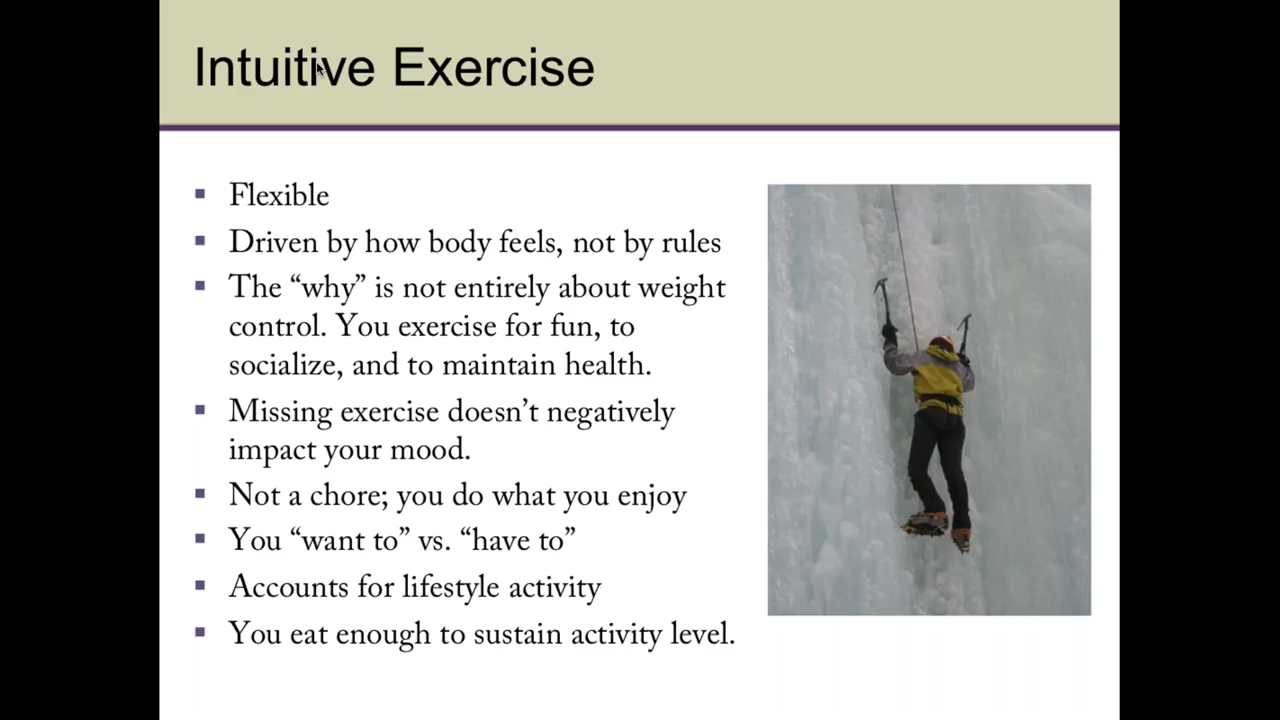 Intuitive Exercise
Flexible
Driven by how body feels, not by rules
The “why” is not entirely about weight
control. You exercise for fun, to
socialize, and to maintain health.
Missing exercise doesn’t negatively
impact your mood.
Not a chore; you do what you enjoy
You “want to” vs. “have to”
Accounts for lifestyle activity
You eat enough to sustain activity level.